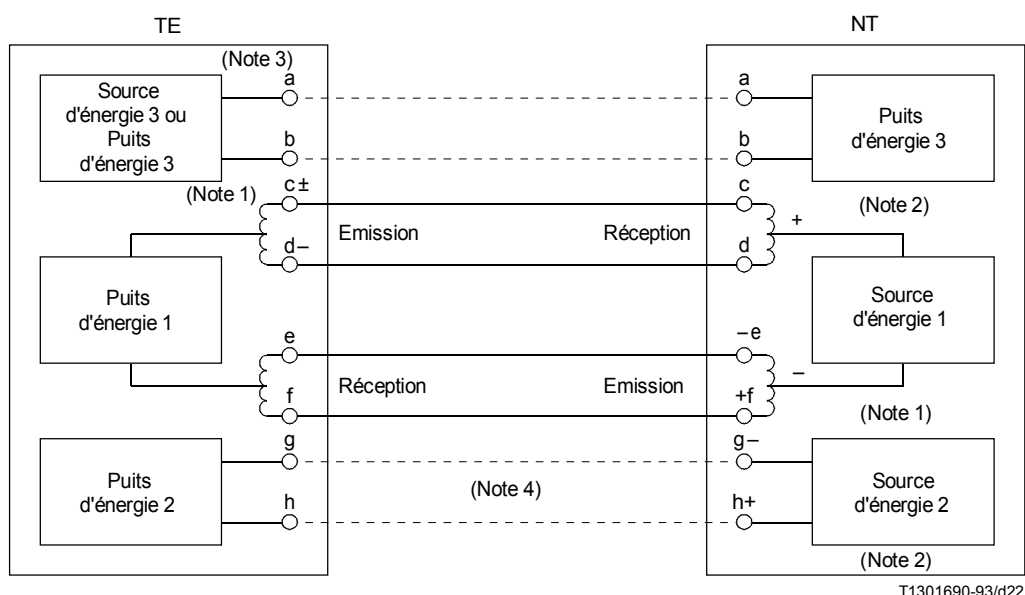 TE
NT
(Note 3)
Source
d'énergie 3 ou
Puits
d'énergie 3
a
b
a
b
Puits
d'énergie 3
(Note 1)
c ±
d –
Emission
Réception
c
d
(Note 2)
+
Puits
d'énergie 1
Source
d'énergie 1
e
f
Réception
Emission
– e
+f
–
(Note 1)
Puits
d'énergie 2
g
h
(Note 4)
g –
h+
Source
d'énergie 2
(Note 2)
T1301690-93/d22